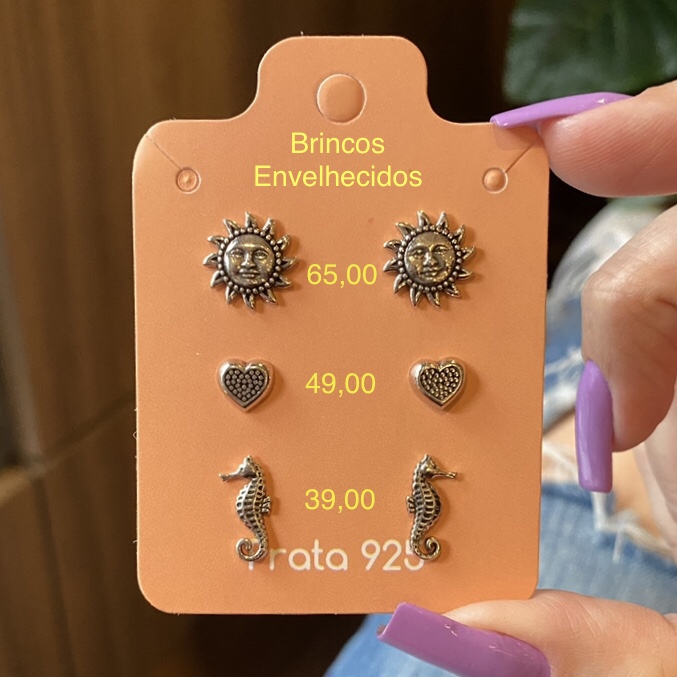 Brincos
Envelhecidos
65,00
49,00
39,00
Prata 925